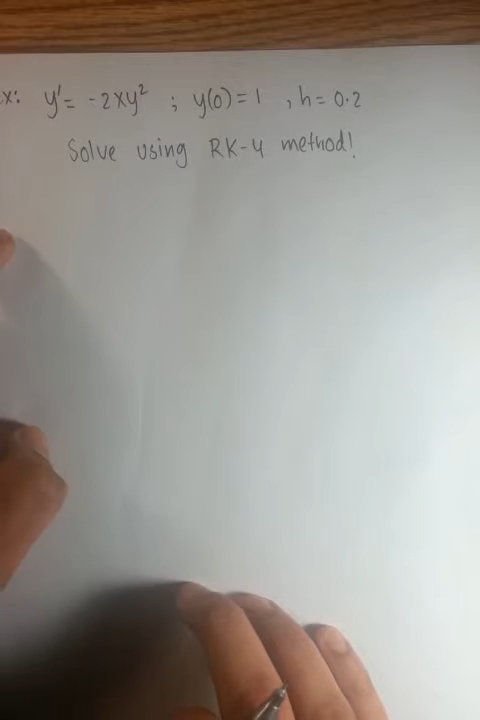 x: y' = -2xy² ; y(0) = 1 , h = 0.2
Solve using RK-4 method!